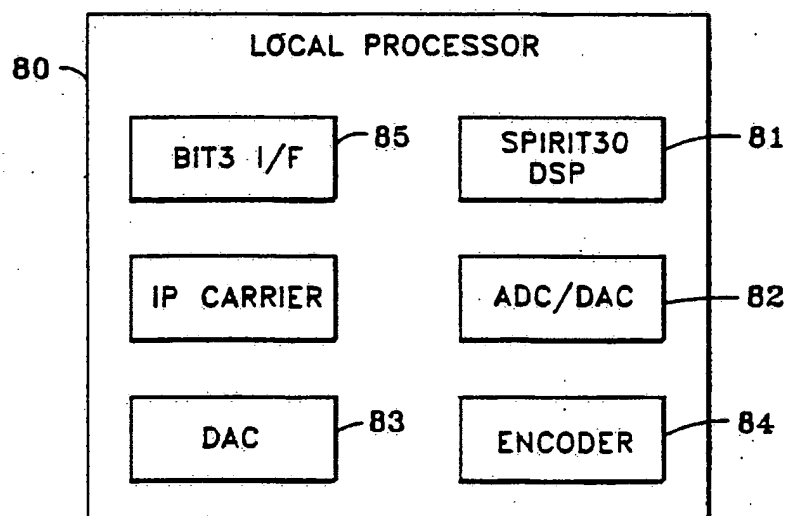 LOCAL PROCESSOR
80
BIT3 I/F
85
SPIRIT30
DSP
81
IP CARRIER
ADC/DAC
82
DAC
83
ENCODER
84